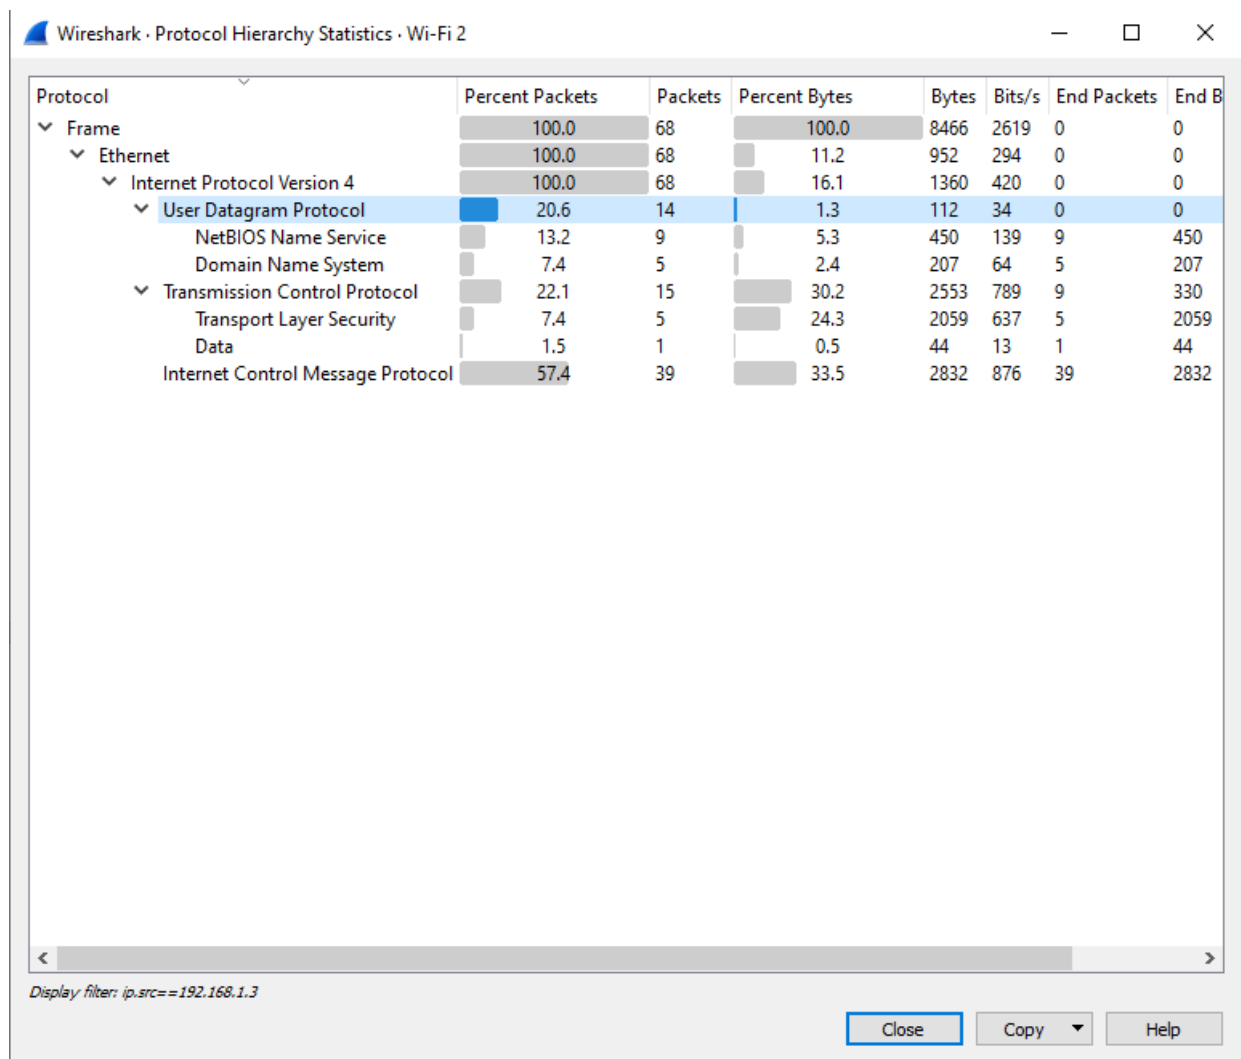 Wireshark · Protocol Hierarchy Statistics · Wi-Fi 2
Protocol Percent Packets Packets Percent Bytes Bytes Bits/s End Packets End B
Frame 100.0 68 100.0 8466 2619 0 0
Ethernet 100.0 68 11.2 952 294 0 0
Internet Protocol Version 4 100.0 68 16.1 1360 420 0 0
User Datagram Protocol 20.6 14 1.3 112 34 0 0
NetBIOS Name Service 13.2 9 5.3 450 139 9 450
Domain Name System 7.4 5 2.4 207 64 5 207
Transmission Control Protocol 22.1 15 30.2 2553 789 9 330
Transport Layer Security 7.4 5 24.3 2059 637 5 2059
Data 1.5 1 0.5 44 13 1 44
Internet Control Message Protocol 57.4 39 33.5 2832 876 39 2832
Display filter: ip.src==192.168.1.3
Close Copy Help